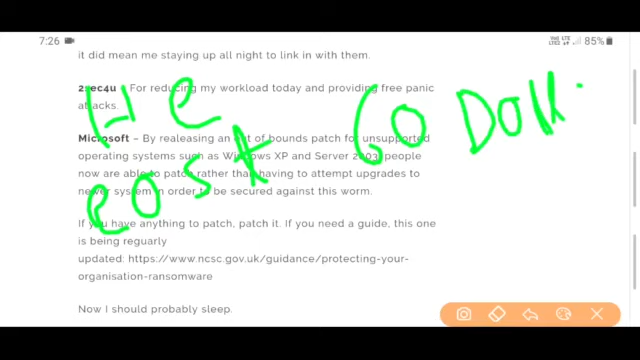 7:26 85%
it did mean me staying up all night to link in with them.
2sec4u – For reducing my workload today and providing free panic
attacks.
Microsoft – By realeasing an out of bounds patch for unsupported
operating systems such as Windows XP and Server 2003, people
now are able to patch rather than having to attempt upgrades to
newer system in order to be secured against this worm.
If you have anything to patch, patch it. If you need a guide, this one
is being reguarly
updated: https://www.ncsc.gov.uk/guidance/protecting-your-
organisation-ransomware
Now I should probably sleep.
H e
eost
60 Doll.